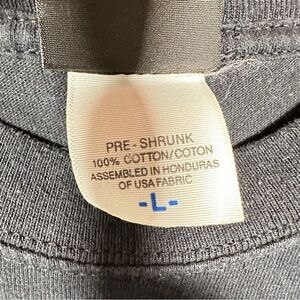 PRE-SHRUNK
100% COTTON/COTON
ASSEMBLED IN HONDURAS
OF USA FABRIC
-L-